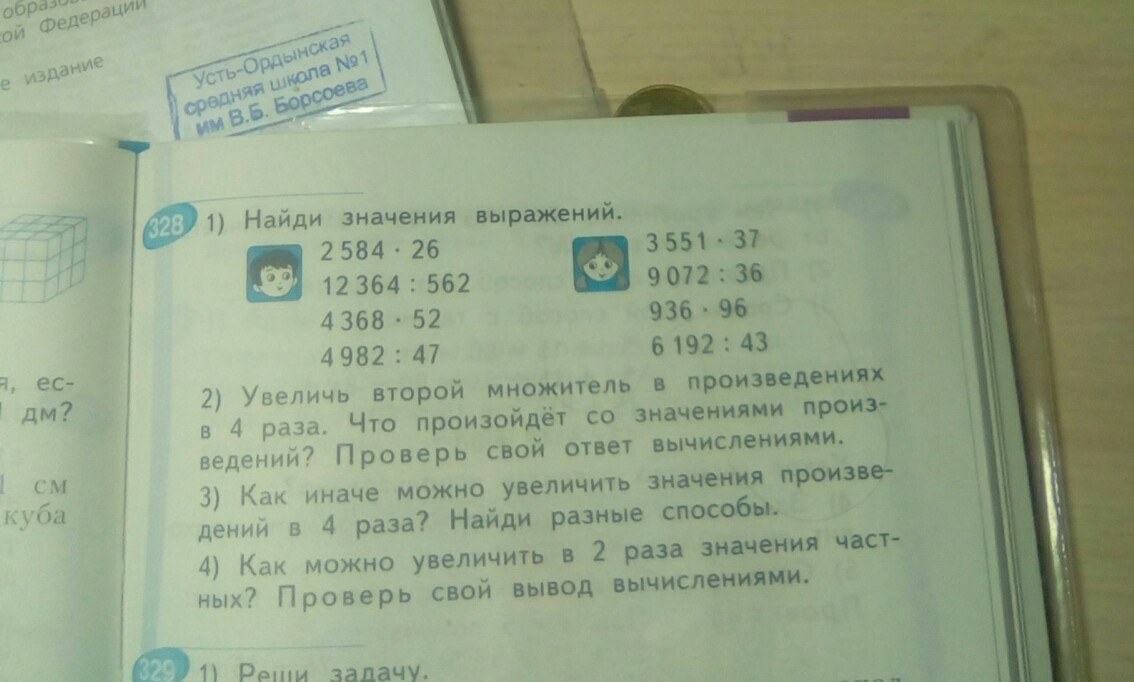 образо
ой Федерации
е издание
Усть-Ордынская
средняя школа №1
им В.Б. Борсоева
я, ес-
дм?
см
куба
328 1) Найди значения выражений.
2 584 · 26
12 364 : 562
4 368 · 52
4 982 : 47
3 551 · 37
9 072 : 36
936 · 96
6 192 : 43
2) Увеличь второй множитель в произведениях
в 4 раза. Что произойдёт со значениями произ-
ведений? Проверь свой ответ вычислениями.
3) Как иначе можно увеличить значения произве-
дений в 4 раза? Найди разные способы.
4) Как можно увеличить в 2 раза значения част-
ных? Проверь свой вывод вычислениями.
329 1) Реши задачу.